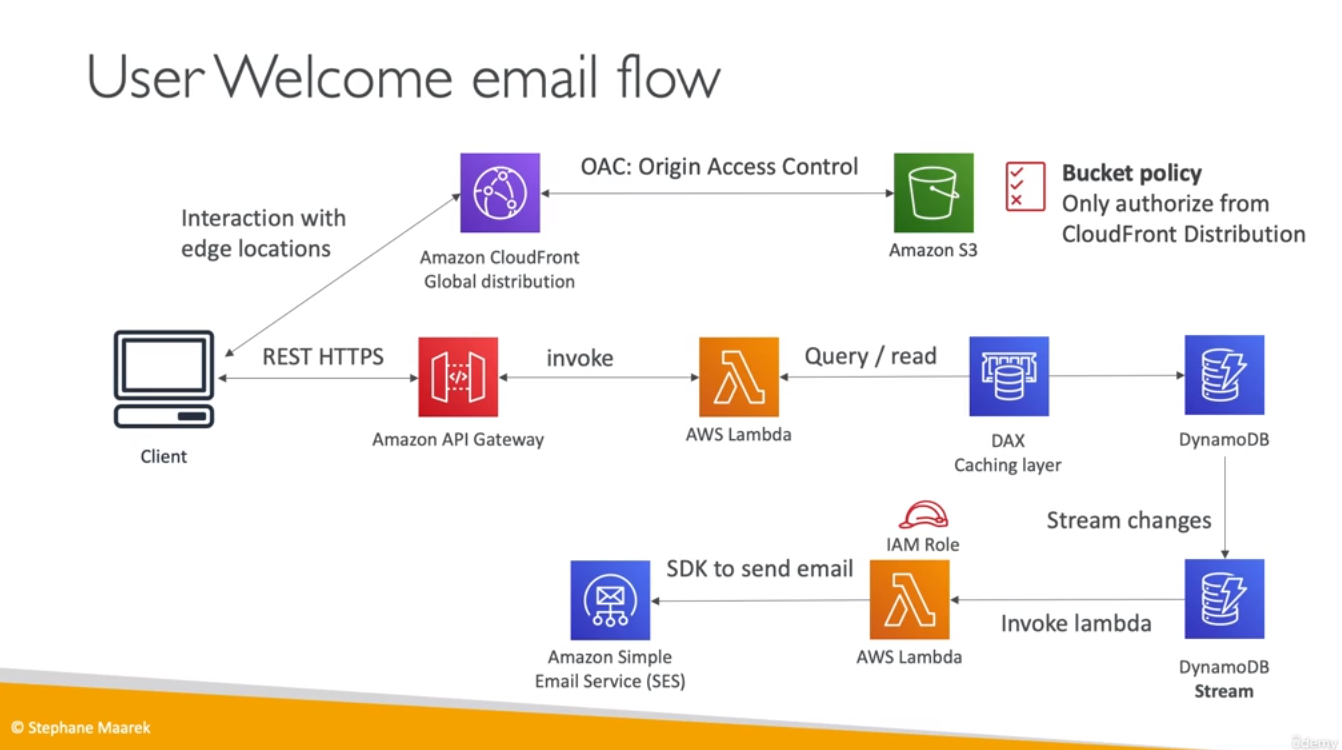 User Welcome email flow
OAC: Origin Access Control
Bucket policy
Only authorize from
CloudFront Distribution
Interaction with
edge locations
Amazon CloudFront
Global distribution
Amazon S3
REST HTTPS
invoke
Query / read
Client
Amazon API Gateway
AWS Lambda
DAX
Caching layer
DynamoDB
Stream changes
IAM Role
SDK to send email
Invoke lambda
Amazon Simple
Email Service (SES)
AWS Lambda
DynamoDB
Stream
© Stephane Maarek
ûdemy